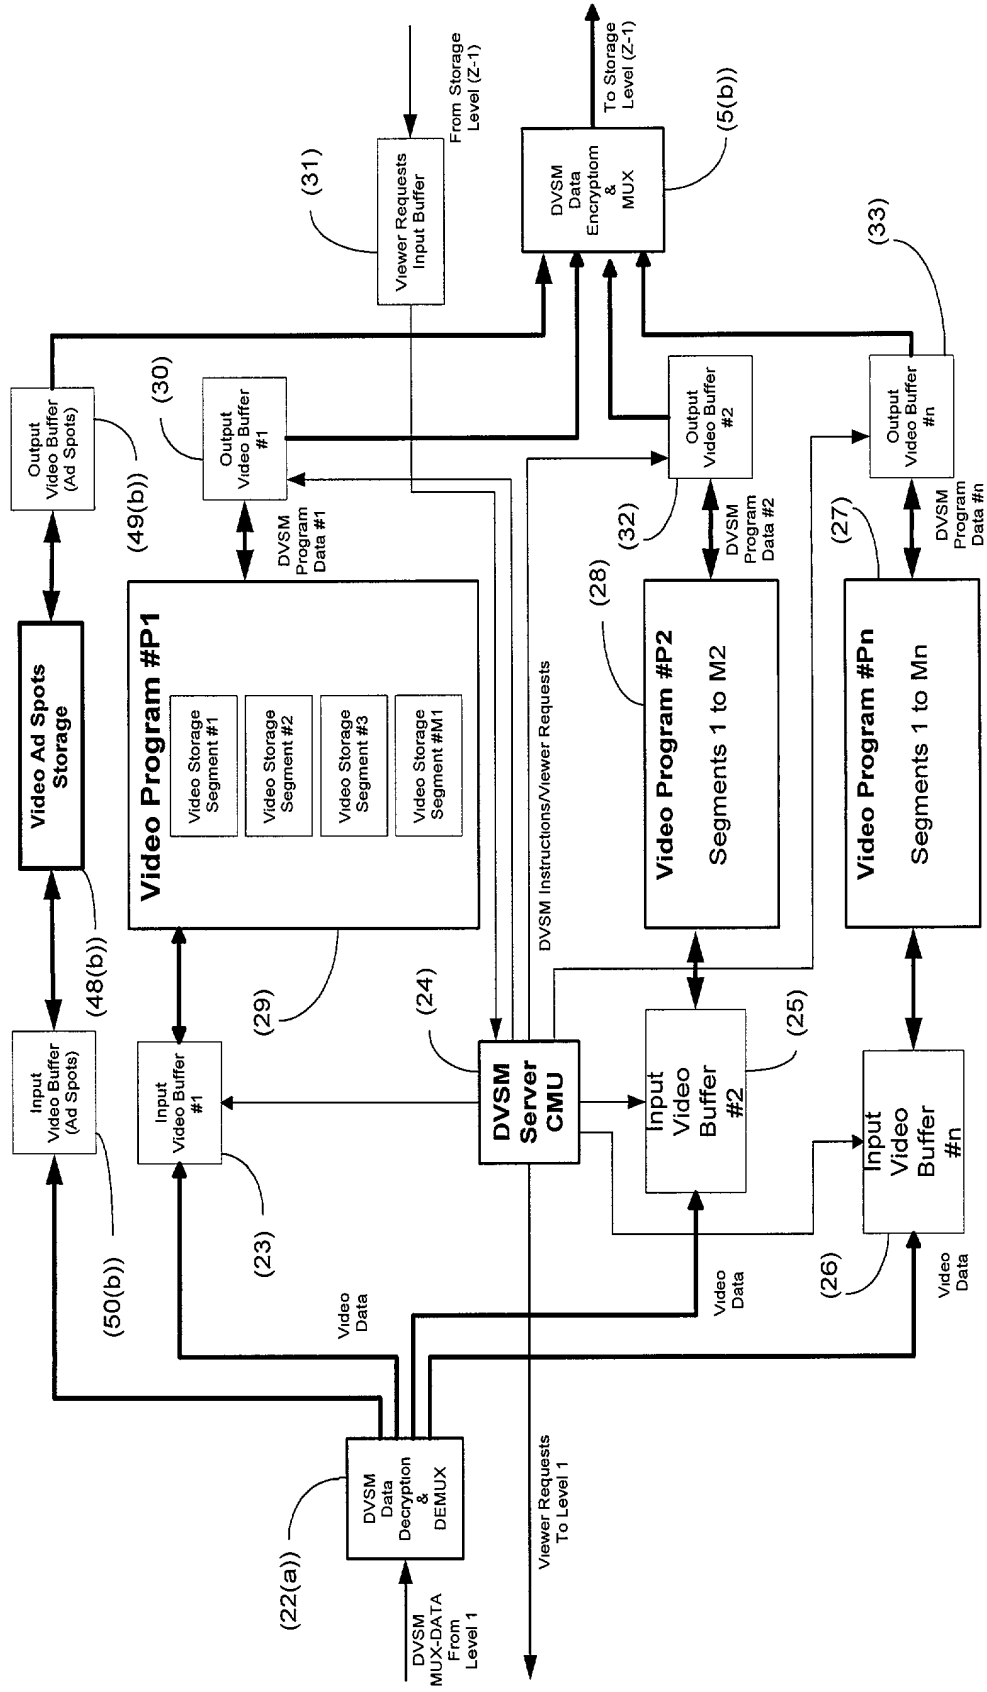 Input
Video Buffer
(Ad Spots)
Video Ad Spots
Storage
Output
Video Buffer
(Ad Spots)
(50(b))
(48(b))
(49(b))
Input
Video Buffer
#1
(23)
Video Program #P1
Video Storage
Segment #1
Video Storage
Segment #2
Video Storage
Segment #3
Video Storage
Segment #M1
(29)
DVSM
Program
Data #1
Output
Video Buffer
#1
(30)
(31)
Viewer Requests
Input Buffer
From Storage
Level (Z-1)
(22(a))
DVSM
Data
Decryption
&
DEMUX
DVSM
MUX-DATA
From
Level 1
Video
Data
(24)
DVSM
Server
CMU
DVSM Instructions/Viewer Requests
Viewer Requests
To Level 1
DVSM
Data
Encryptiom
&
MUX
To Storage
Level (Z-1)
(5(b))
Video
Data
Input
Video
Buffer
#2
(25)
(28)
Video Program #P2
Segments 1 to M2
DVSM
Program
Data #2
(32)
Output
Video Buffer
#2
(26)
Video
Data
Input
Video
Buffer
#n
(27)
Video Program #Pn
Segments 1 to Mn
DVSM
Program
Data #n
Output
Video Buffer
#n
(33)